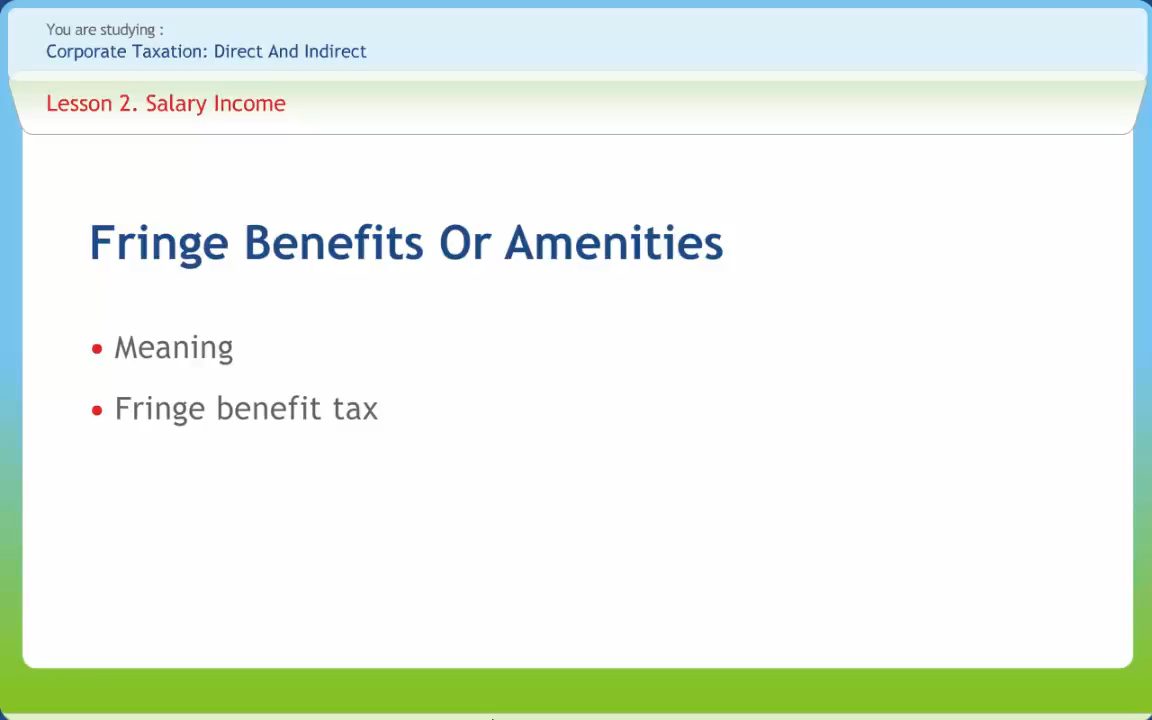 You are studying :
Corporate Taxation: Direct And Indirect
Lesson 2. Salary Income
Fringe Benefits Or Amenities
• Meaning
• Fringe benefit tax